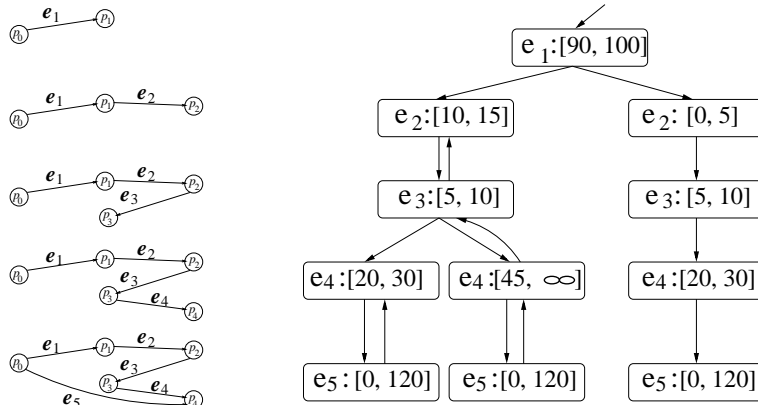 e1
p0 p1
e1 e2
p0 p1 p2
e1 e2
p0 p1 p2
e3
p3
e1 e2
p0 p1 p2
e3
p3 e4 p4
e1 e2
p0 p1 p2
e3
p3 e4 p4
e5
e1:[90, 100]
e2:[10, 15]
e2: [0, 5]
e3:[5, 10]
e3:[5, 10]
e4:[20, 30]
e4:[45, ∞]
e4:[20, 30]
e5:[0, 120]
e5:[0, 120]
e5:[0, 120]